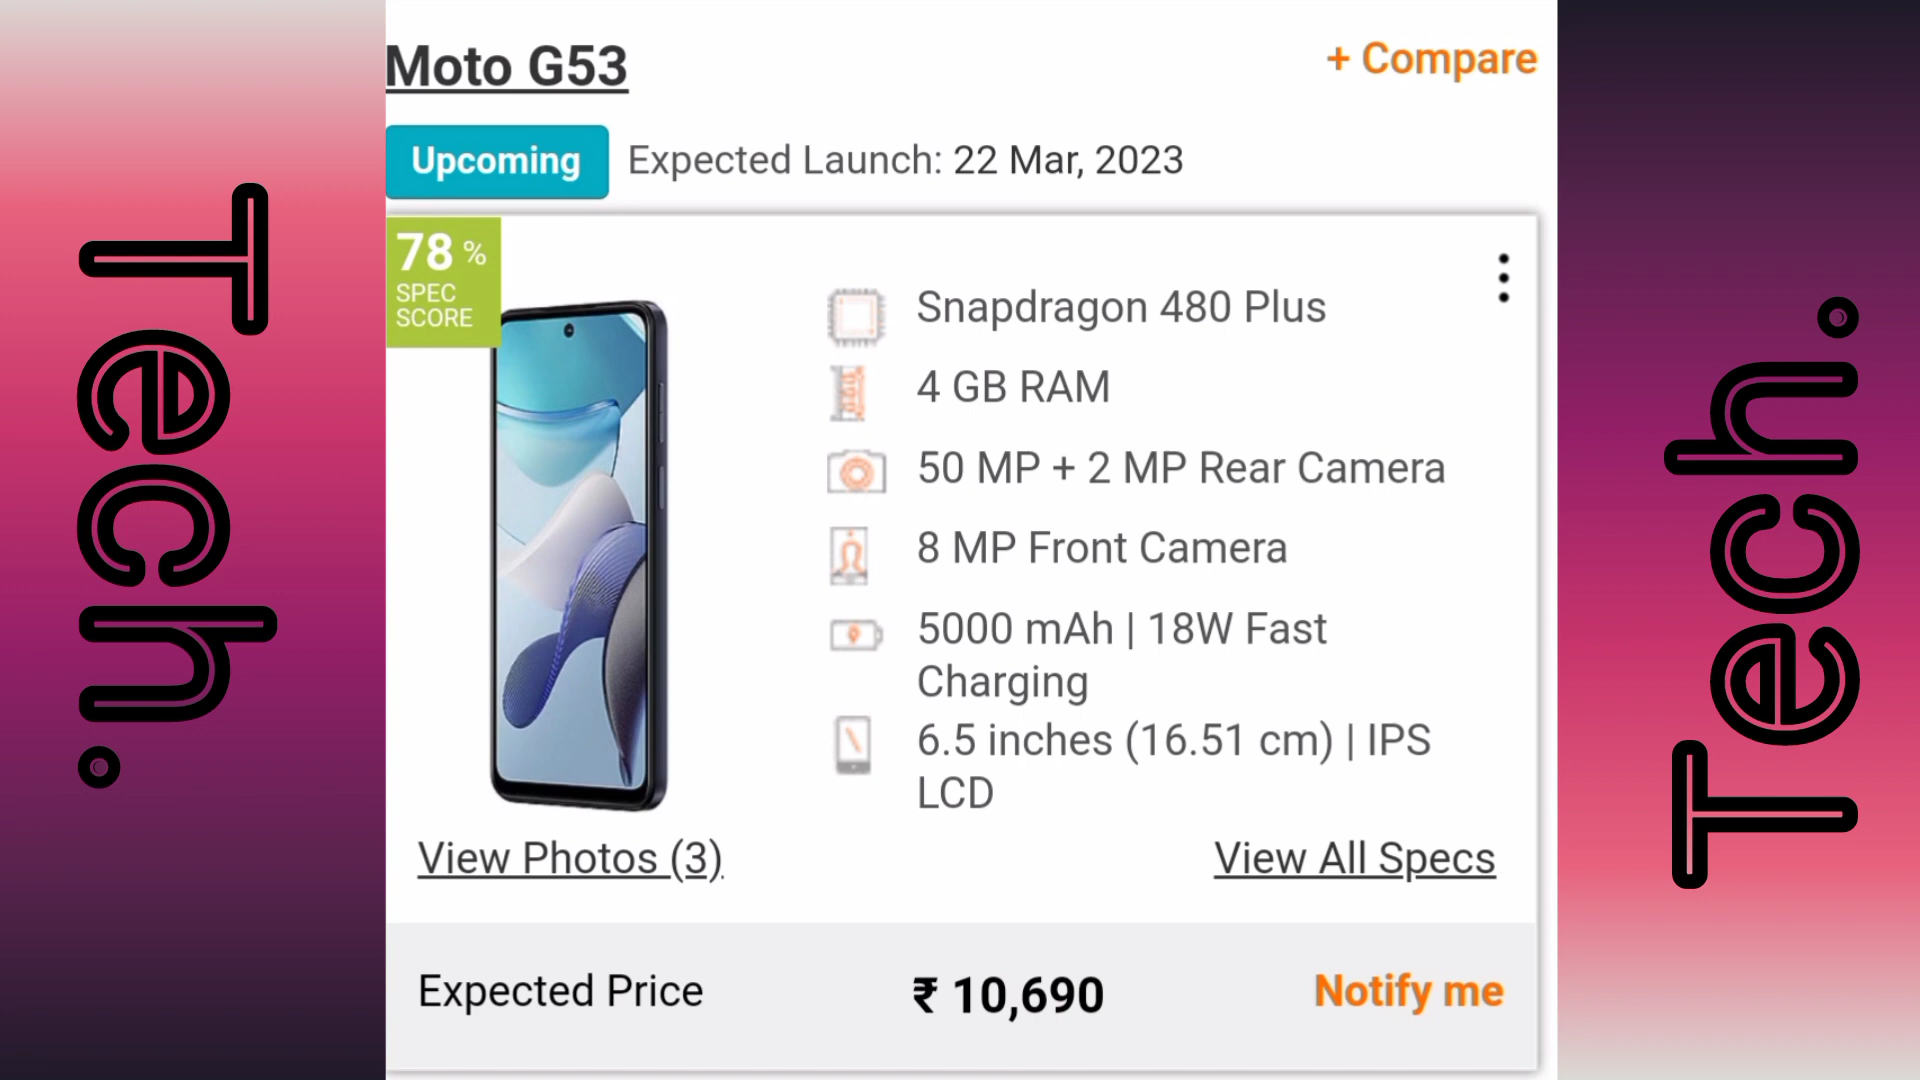 Tech.
Moto G53
+ Compare
Upcoming
Expected Launch: 22 Mar, 2023
78 %
SPEC
SCORE
Snapdragon 480 Plus
4 GB RAM
50 MP + 2 MP Rear Camera
8 MP Front Camera
5000 mAh | 18W Fast
Charging
6.5 inches (16.51 cm) | IPS
LCD
View Photos (3)
View All Specs
Expected Price
₹ 10,690
Notify me
Tech.